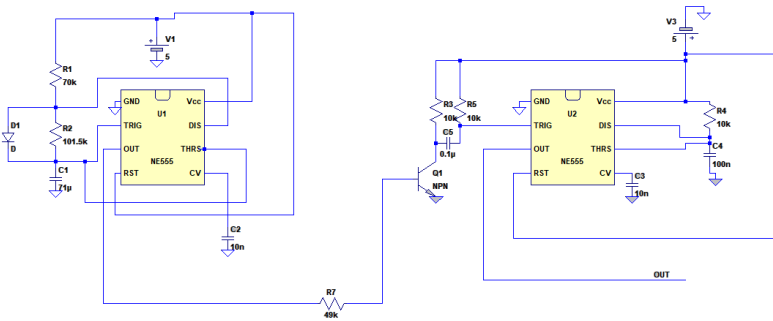 V1
5
R1
70k
D1
D
R2
101.5k
C1
71µ
GND
Vcc
U1
TRIG
DIS
OUT
THRS
NE555
RST
CV
C2
10n
R7
49k
Q1
NPN
R3
10k
R5
10k
C5
0.1µ
V3
5
GND
Vcc
U2
TRIG
DIS
OUT
THRS
NE555
RST
CV
C3
10n
R4
10k
C4
100n
OUT